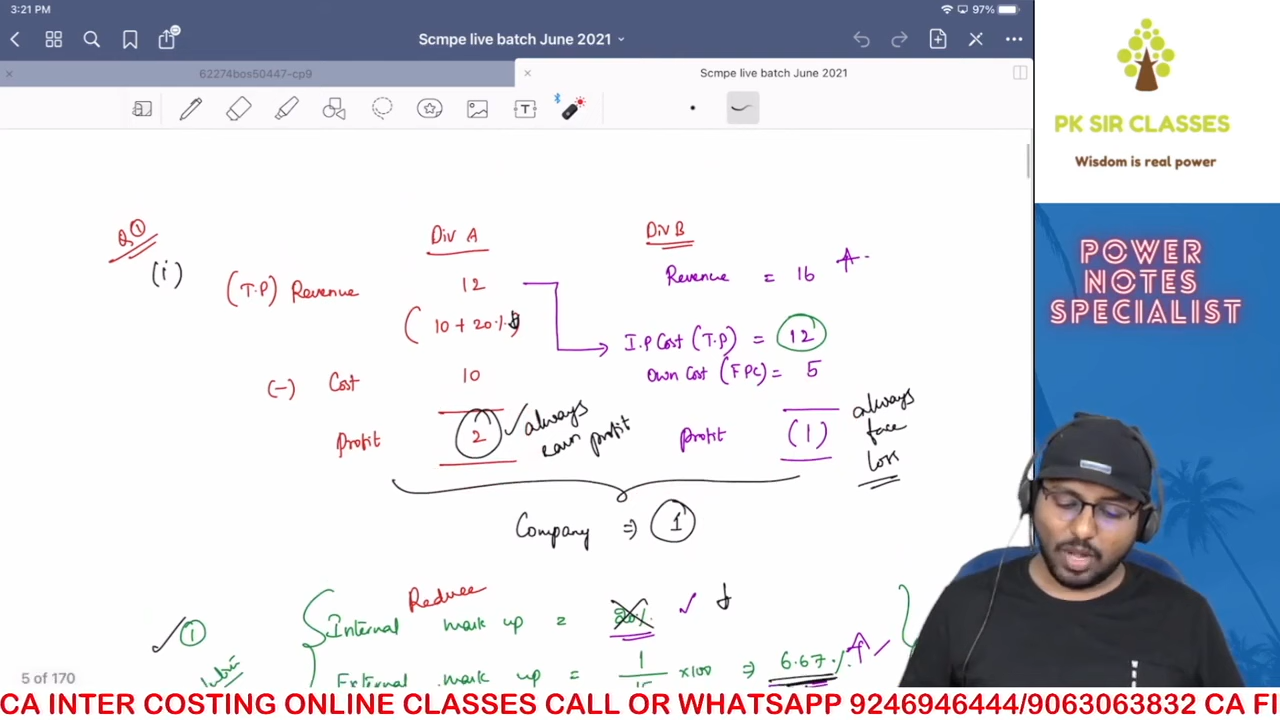 3:21 PM
97%
Scmpe live batch June 2021
62274bos50447-cp9
Scmpe live batch June 2021
PK SIR CLASSES
Wisdom is real power
POWER
NOTES
SPECIALIST
Q①
(i)
Div A
Div B
(T.P) Revenue 12
Revenue = 16
(10 + 20%)
I.P Cost (T.P) = 12
(-) Cost 10
Own Cost (FPC) = 5
Profit 2 always earn profit
Profit (1) always face loss
Company ⇒ 1
Reduce
① Internal mark up = 20%
External mark up = 1 x100 ⇒ 6.67%
5 of 170
CA INTER COSTING ONLINE CLASSES CALL OR WHATSAPP 9246946444/9063063832 CA FI